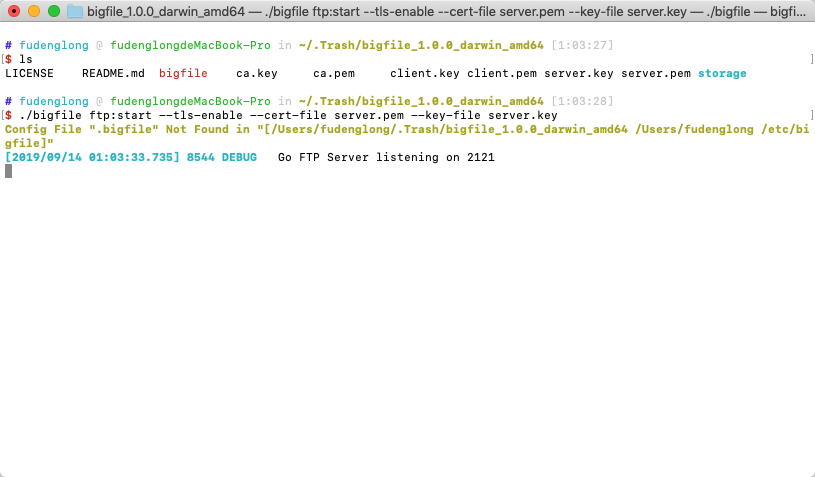 bigfile_1.0.0_darwin_amd64 — ./bigfile ftp:start --tls-enable --cert-file server.pem --key-file server.key — ./bigfile — bigfi...
# fudenglong @ fudenglongdeMacBook-Pro in ~/.Trash/bigfile_1.0.0_darwin_amd64 [1:03:27]
[$ ls ]
LICENSE README.md bigfile ca.key ca.pem client.key client.pem server.key server.pem storage
# fudenglong @ fudenglongdeMacBook-Pro in ~/.Trash/bigfile_1.0.0_darwin_amd64 [1:03:28]
[$ ./bigfile ftp:start --tls-enable --cert-file server.pem --key-file server.key ]
Config File ".bigfile" Not Found in "[/Users/fudenglong/.Trash/bigfile_1.0.0_darwin_amd64 /Users/fudenglong /etc/bi
gfile]"
[2019/09/14 01:03:33.735] 8544 DEBUG Go FTP Server listening on 2121